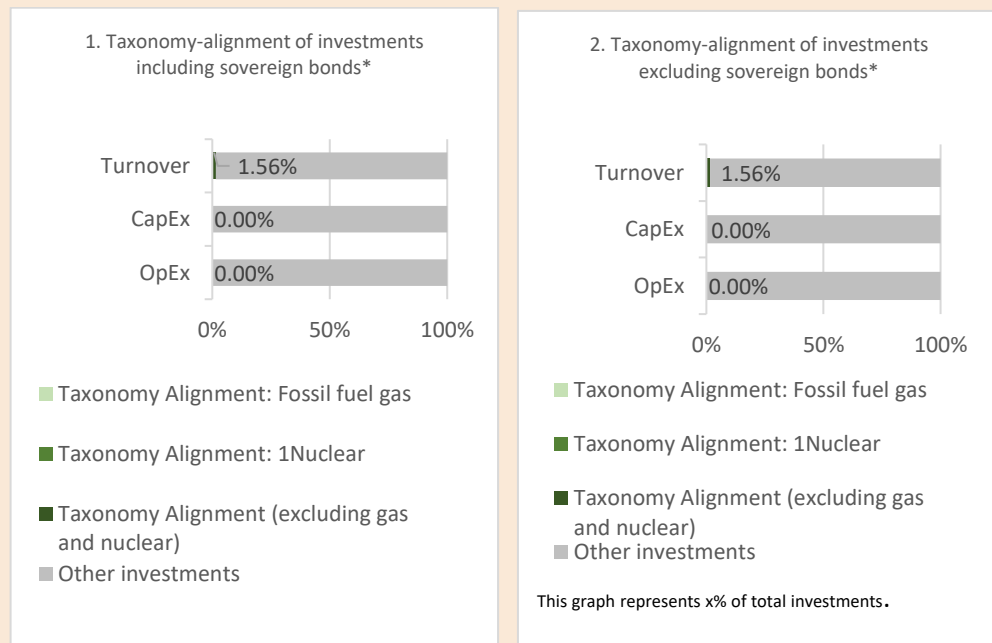 1. Taxonomy-alignment of investments
including sovereign bonds*
Turnover
1.56%
CapEx
0.00%
OpEx
0.00%
0%
50%
100%
Taxonomy Alignment: Fossil fuel gas
Taxonomy Alignment: 1Nuclear
Taxonomy Alignment (excluding gas
and nuclear)
Other investments
2. Taxonomy-alignment of investments
excluding sovereign bonds*
Turnover
1.56%
CapEx
0.00%
OpEx
0.00%
0%
50%
100%
Taxonomy Alignment: Fossil fuel gas
Taxonomy Alignment: 1Nuclear
Taxonomy Alignment (excluding gas
and nuclear)
Other investments
This graph represents x% of total investments.